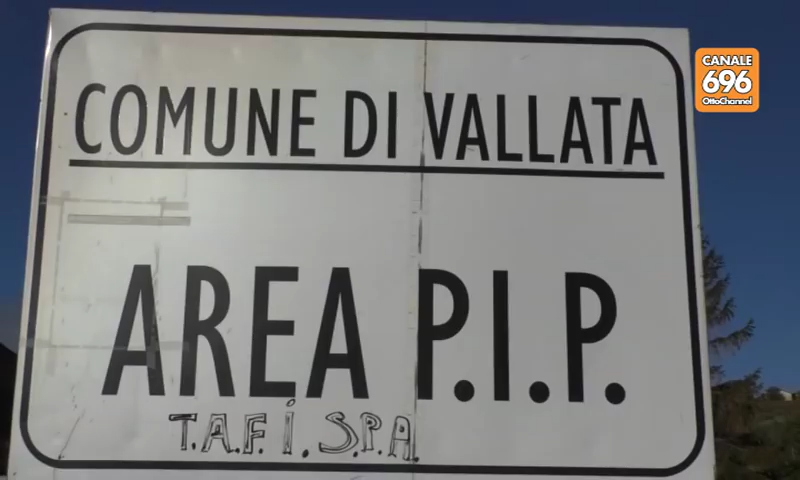 COMUNE DI VALLATA
AREA P.I.P.
T.A.F.i. S.P.A.
CANALE
696
OttoChannel